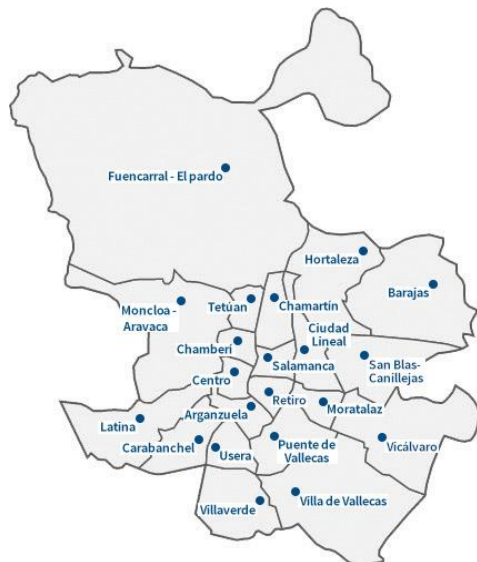 Fuencarral - El pardo
Hortaleza
Barajas
Moncloa -
Aravaca
Tetúan
Chamartín
Ciudad
Lineal
Chamberi
Salamanca
San Blas-
Canillejas
Centro
Retiro
Moratalaz
Arganzuela
Latina
Carabanchel
Usera
Puente de
Vallecas
Vicálvaro
Villaverde
Villa de Vallecas